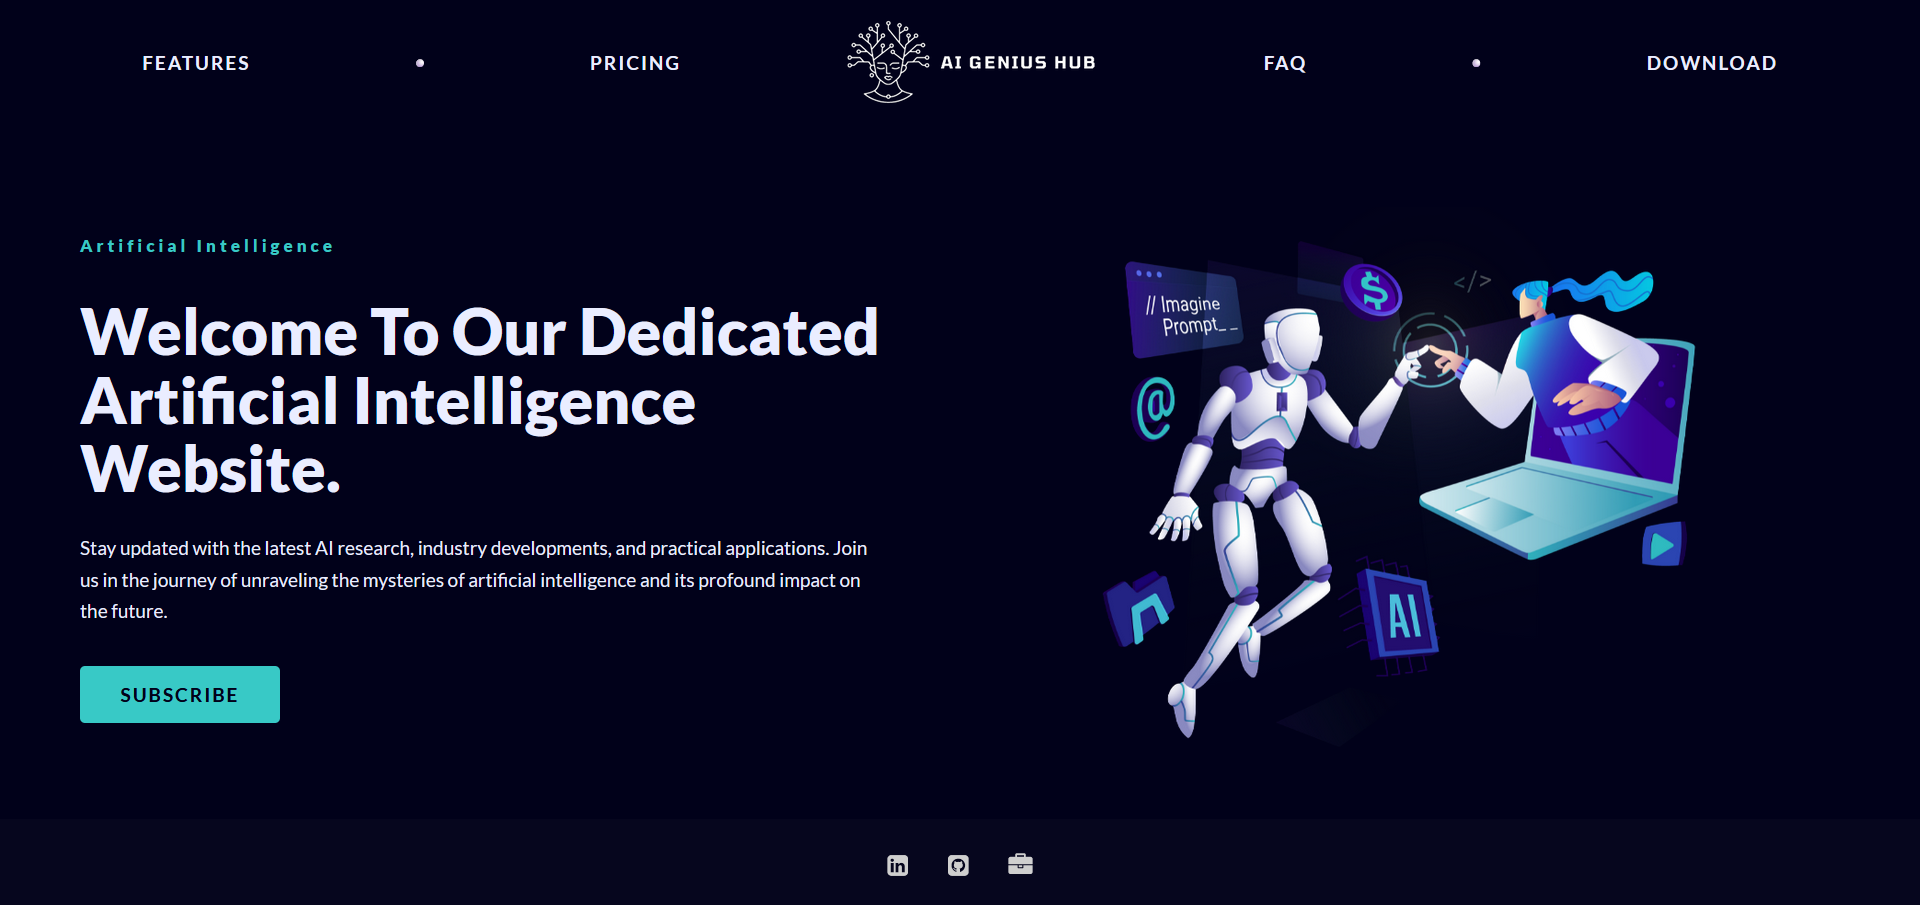 FEATURES
PRICING
AI GENIUS HUB
FAQ
DOWNLOAD
Artificial Intelligence
Welcome To Our Dedicated
Artificial Intelligence
Website.
Stay updated with the latest AI research, industry developments, and practical applications. Join
us in the journey of unraveling the mysteries of artificial intelligence and its profound impact on
the future.
SUBSCRIBE
// Imagine
Prompt_ _
$
</>
@
AI
in